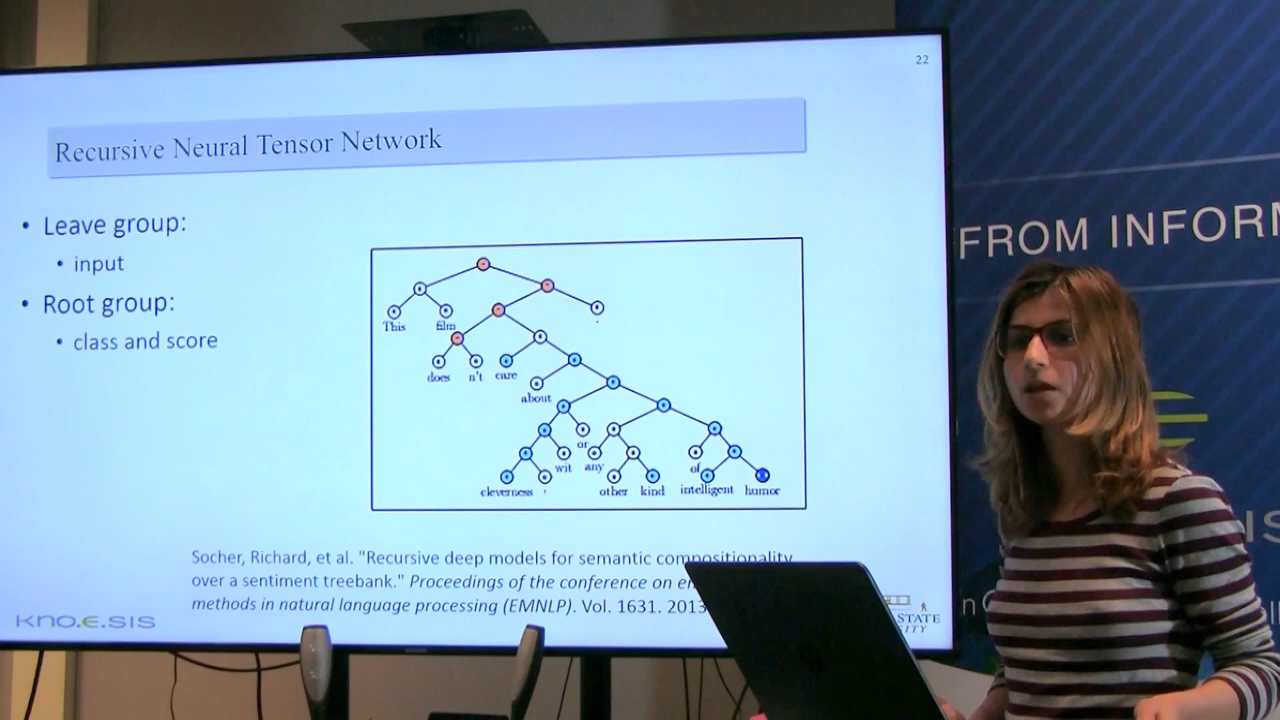 22
Recursive Neural Tensor Network
• Leave group:
• input
• Root group:
• class and score
This film
does n't care
about
or
wit any of
cleverness , other kind intelligent humor
.
Socher, Richard, et al. "Recursive deep models for semantic compositionality
over a sentiment treebank." Proceedings of the conference on
methods in natural language processing (EMNLP). Vol. 1631. 2013
KNO.E.SIS
STATE
FROM